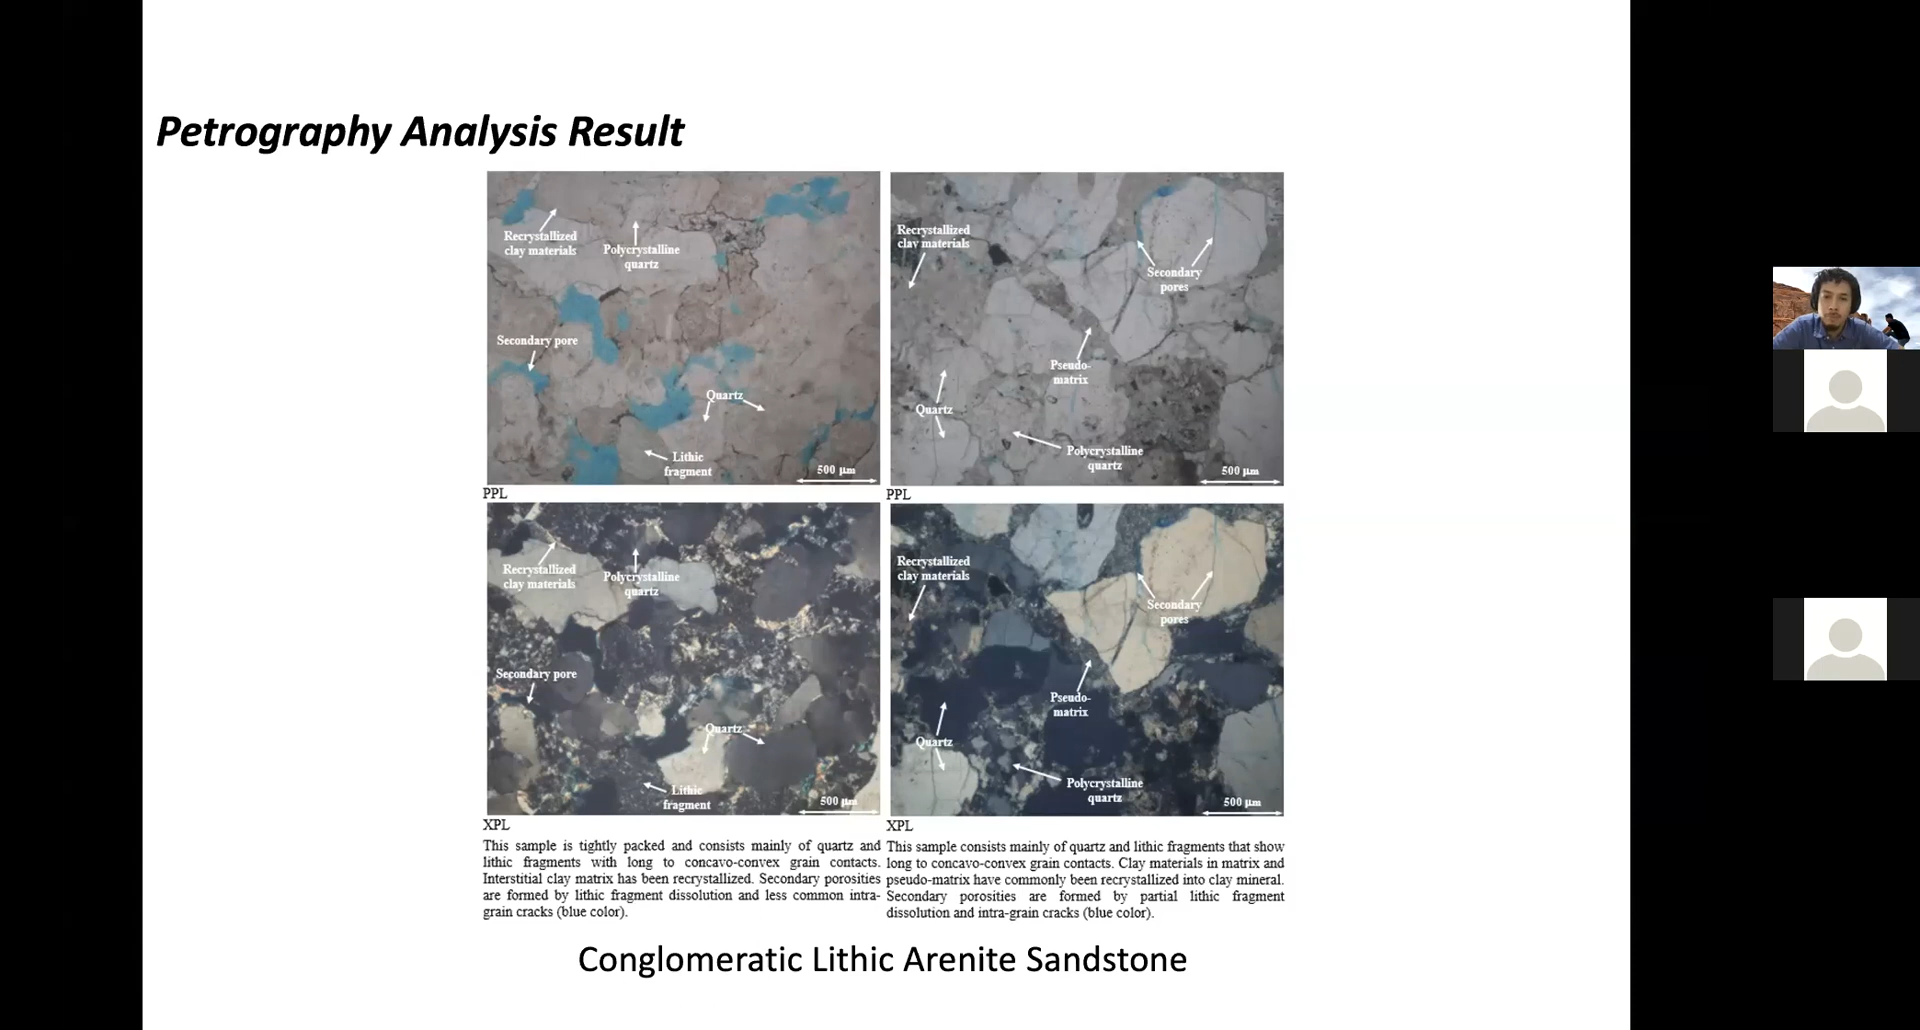 Petrography Analysis Result
Recrystallized
clay materials
Polycrystalline
quartz
Secondary pore
Quartz
Lithic
fragment
500 µm
PPL
Recrystallized
clay materials
Secondary
pores
Pseudo-
matrix
Quartz
Polycrystalline
quartz
500 µm
PPL
Recrystallized
clay materials
Polycrystalline
quartz
Secondary pore
Quartz
Lithic
fragment
500 µm
XPL
Recrystallized
clay materials
Secondary
pores
Pseudo-
matrix
Quartz
Polycrystalline
quartz
500 µm
XPL
This sample is tightly packed and consists mainly of quartz and
lithic fragments with long to concavo-convex grain contacts.
Interstitial clay matrix has been recrystallized. Secondary porosities
are formed by lithic fragment dissolution and less common intra-
grain cracks (blue color).
This sample consists mainly of quartz and lithic fragments that show
long to concavo-convex grain contacts. Clay materials in matrix and
pseudo-matrix have commonly been recrystallized into clay mineral.
Secondary porosities are formed by partial lithic fragment
dissolution and intra-grain cracks (blue color).
Conglomeratic Lithic Arenite Sandstone